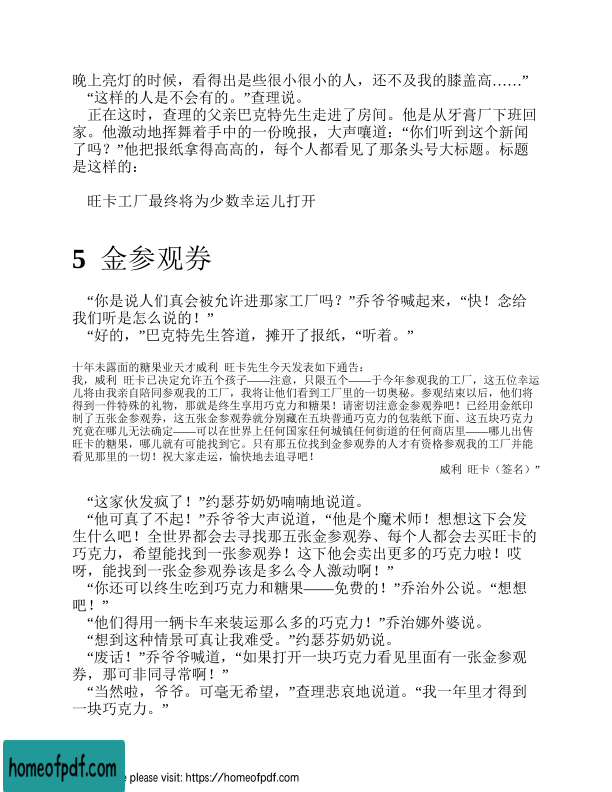 晚上亮灯的时候，看得出是些很小很小的人，还不及我的膝盖高……”
“这样的人是不会有的。”查理说。
正在这时，查理的父亲巴克特先生走进了房间。他是从牙膏厂下班回
家。他激动地挥舞着手中的一份晚报，大声嚷道：“你们听到这个新闻
了吗？”他把报纸拿得高高的，每个人都看见了那条头号大标题。标题
是这样的：
旺卡工厂最终将为少数幸运儿打开
5 金参观券
“你是说人们真会被允许进那家工厂吗？”乔爷爷喊起来，“快！念给
我们听是怎么说的！”
“好的，”巴克特先生答道，摊开了报纸，“听着。”
十年未露面的糖果业天才威利 旺卡先生今天发表如下通告：
我，威利 旺卡已决定允许五个孩子——注意，只限五个——于今年参观我的工厂，这五位幸运
儿将由我亲自陪同参观我的工厂，我将让他们看到工厂里的一切奥秘。参观结束以后，他们将
得到一件特殊的礼物，那就是终生享用巧克力和糖果！请密切注意金参观券吧！已经用金纸印
制了五张金参观券，这五张金参观券就分别藏在五块普通巧克力的包装纸下面、这五块巧克力
究竟在哪儿无法确定——可以在世界上任何国家任何城镇任何街道的任何商店里——哪儿出售
旺卡的糖果，哪儿就有可能找到它。只有那五位找到金参观券的人才有资格参观我的工厂并能
看见那里的一切！祝大家走运，愉快地去追寻吧！
威利 旺卡（签名）”
“这家伙发疯了！”约瑟芬奶奶喃喃地说道。
“他可真了不起！”乔爷爷大声说道，“他是个魔术师！想想这下会发
生什么吧！全世界都会去寻找那五张金参观券、每个人都会去买旺卡的
巧克力，希望能找到一张参观券！这下他会卖出更多的巧克力啦！哎
呀，能找到一张金参观券该是多么令人激动啊！”
“你还可以终生吃到巧克力和糖果——免费的！”乔治外公说。“想想
吧！”
“他们得用一辆卡车来装运那么多的巧克力！”乔治娜外婆说。
“想到这种情景可真让我难受。”约瑟芬奶奶说。
“废话！”乔爷爷喊道，“如果打开一块巧克力看见里面有一张金参观
券，那可非同寻常啊！”
“当然啦，爷爷。可毫无希望，”查理悲哀地说道。“我一年里才得到
一块巧克力。”
homeofpdf.com
e please visit: https://homeofpdf.com